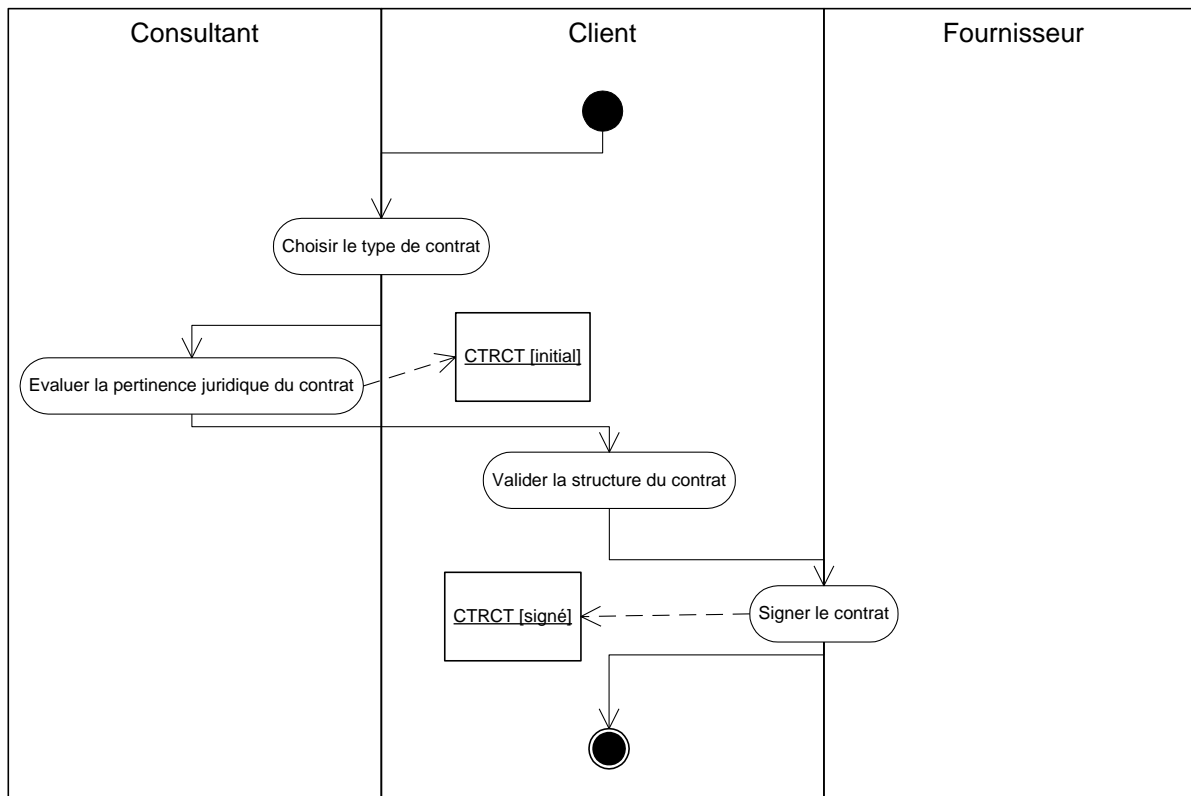 Consultant
Client
Fournisseur
Choisir le type de contrat
CTRCT [initial]
Evaluer la pertinence juridique du contrat
Valider la structure du contrat
CTRCT [signé]
Signer le contrat